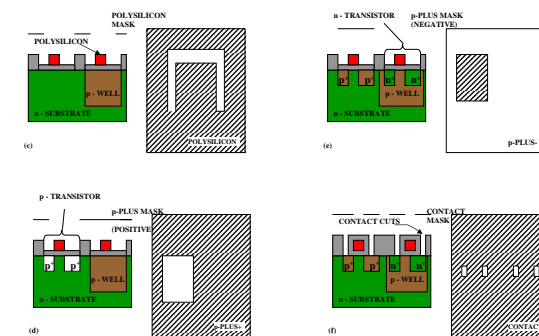 POLYSILICON
MASK
POLYSILICON
p - WELL
n - SUBSTRATE
(c)
POLYSILICON
n - TRANSISTOR
p-PLUS MASK
(NEGATIVE)
p+ p+ n+ n+
p - WELL
n - SUBSTRATE
(e)
p-PLUS-
p - TRANSISTOR
p-PLUS MASK
(POSITIVE)
p+ p+
p - WELL
n - SUBSTRATE
(d)
p-PLUS+
CONTACT
MASK
CONTACT CUTS
p+ p+ n+ n+
p - WELL
n - SUBSTRATE
(f)
CONTACT